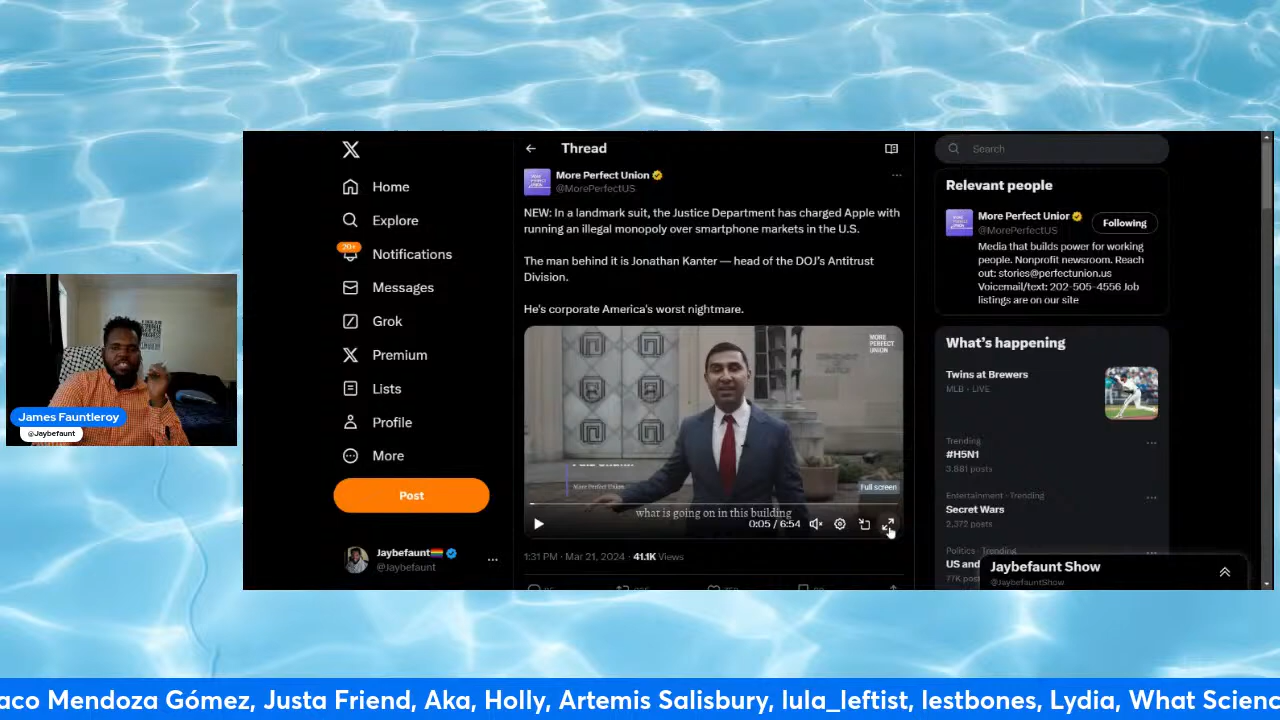 Home
Explore
20+
Notifications
Messages
Grok
Premium
Lists
Profile
More
Post
Jaybefaunt
@Jaybefaunt
Thread
More Perfect Union
@MorePerfectUS
NEW: In a landmark suit, the Justice Department has charged Apple with
running an illegal monopoly over smartphone markets in the U.S.
The man behind it is Jonathan Kanter — head of the DOJ's Antitrust
Division.
He's corporate America's worst nightmare.
MORE
PERFECT
UNION
More Perfect Union
Full screen
what is going on in this building
0:05 / 6:54
1:31 PM · Mar 21, 2024 · 41.1K Views
Search
Relevant people
More Perfect Unior
@MorePerfectUS
Following
Media that builds power for working
people. Nonprofit newsroom. Reach
out: stories@perfectunion.us
Voicemail/text: 202-505-4556 Job
listings are on our site
What's happening
Twins at Brewers
MLB · LIVE
Trending
#H5N1
3,881 posts
Entertainment · Trending
Secret Wars
2,372 posts
Politics · Trending
US and
77K pos
Jaybefaunt Show
@JaybefauntShow
James Fauntleroy
@Jaybefaunt
aco Mendoza Gómez, Justa Friend, Aka, Holly, Artemis Salisbury, lula_leftist, lestbones, Lydia, What Scienc